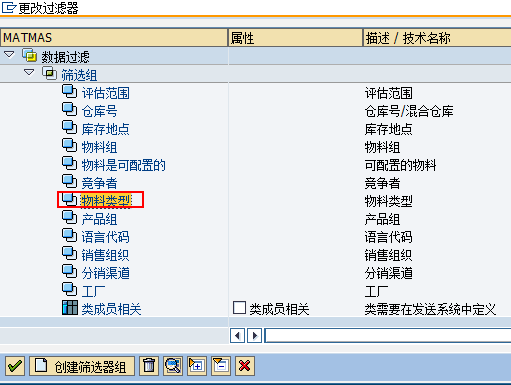 更改过滤器
MATMAS 属性 描述 / 技术名称
数据过滤
筛选组
评估范围 评估范围
仓库号 仓库号/混合仓库
库存地点 库存地点
物料组 物料组
物料是可配置的 可配置的物料
竟争者 竟争者
物料类型 物料类型
产品组 产品组
语言代码 语言代码
销售组织 销售组织
分销渠道 分销渠道
工厂 工厂
类成员相关 类成员相关 类需要在发送系统中定义
创建筛选器组